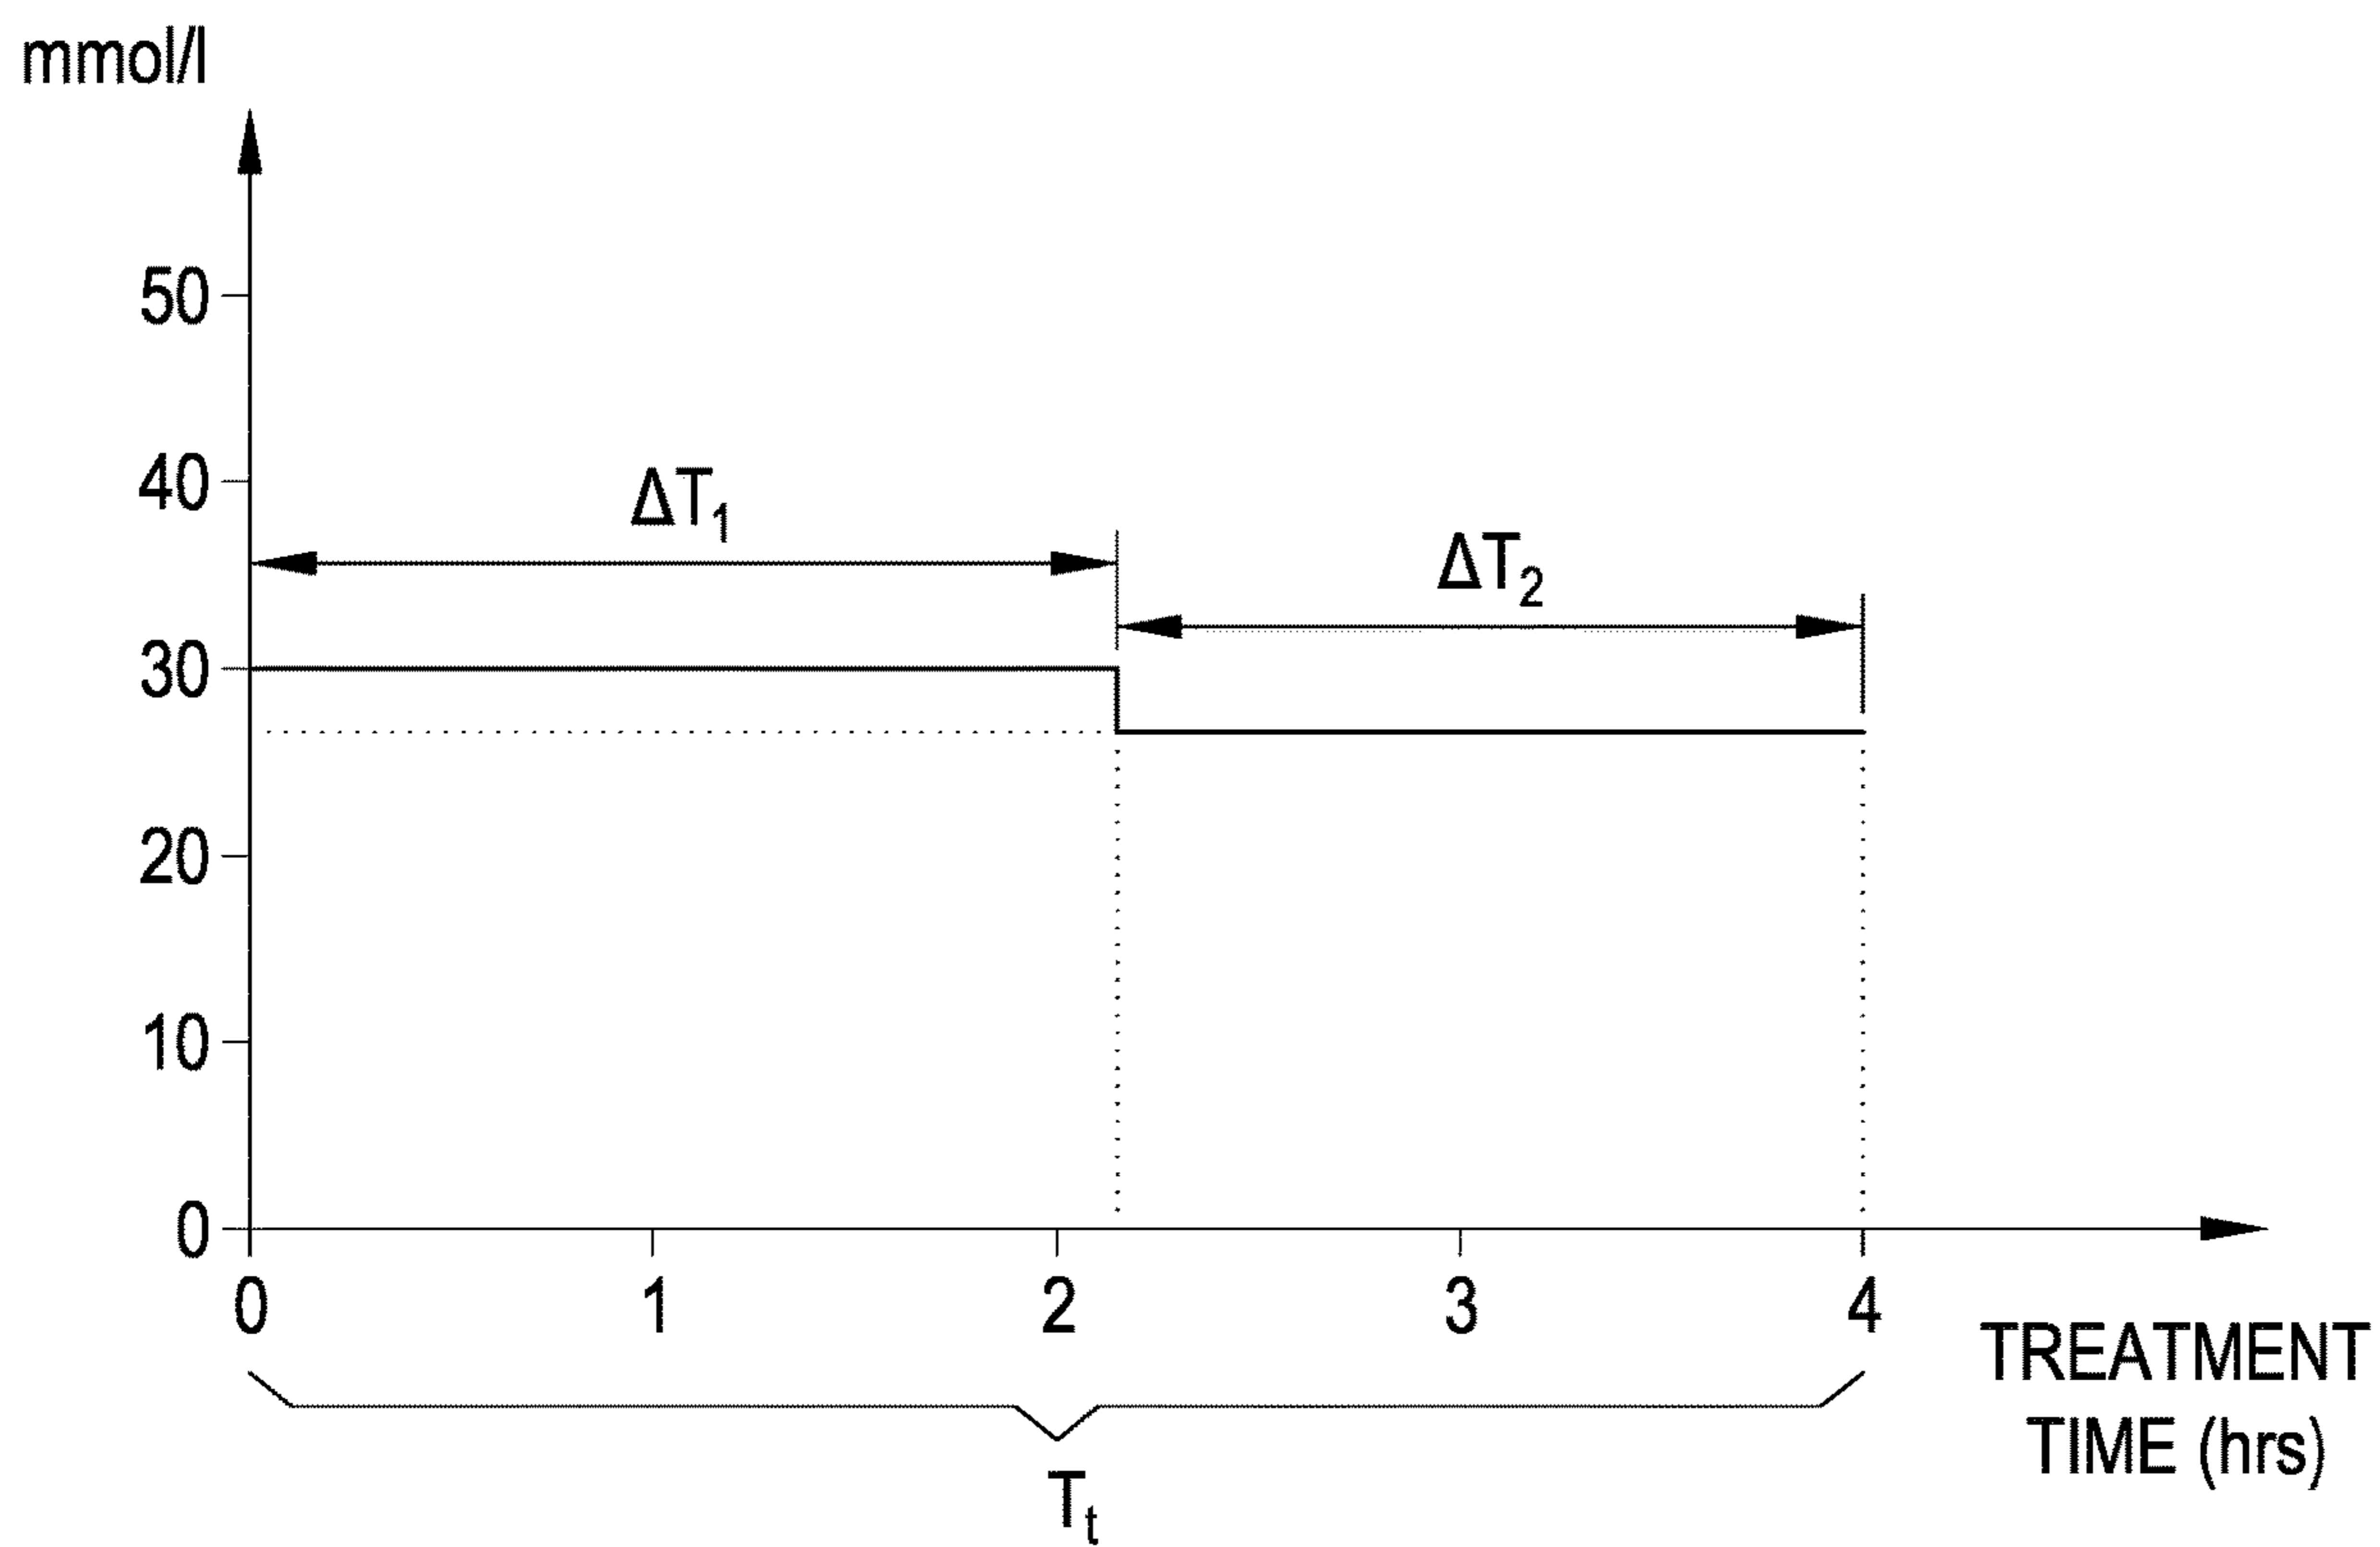 mmol/l
50
40
ΔT₁
ΔT₂
30
20
10
0
0 1 2 3 4
TREATMENT
TIME (hrs)
Tₜ